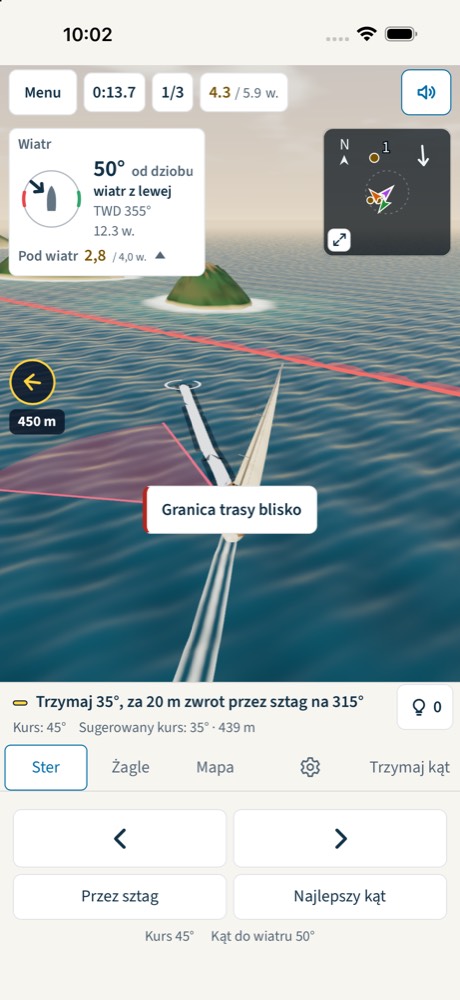 10:02
Menu
0:13.7
1/3
4.3 / 5.9 w.
Wiatr
50° od dziobu
wiatr z lewej
TWD 355°
12.3 w.
Pod wiatr 2,8 / 4,0 w.
N
1
450 m
Granica trasy blisko
Trzymaj 35°, za 20 m zwrot przez sztag na 315°
0
Kurs: 45° Sugerowany kurs: 35° · 439 m
Ster
Żagle
Mapa
Trzymaj kąt
Przez sztag
Najlepszy kąt
Kurs 45° Kąt do wiatru 50°